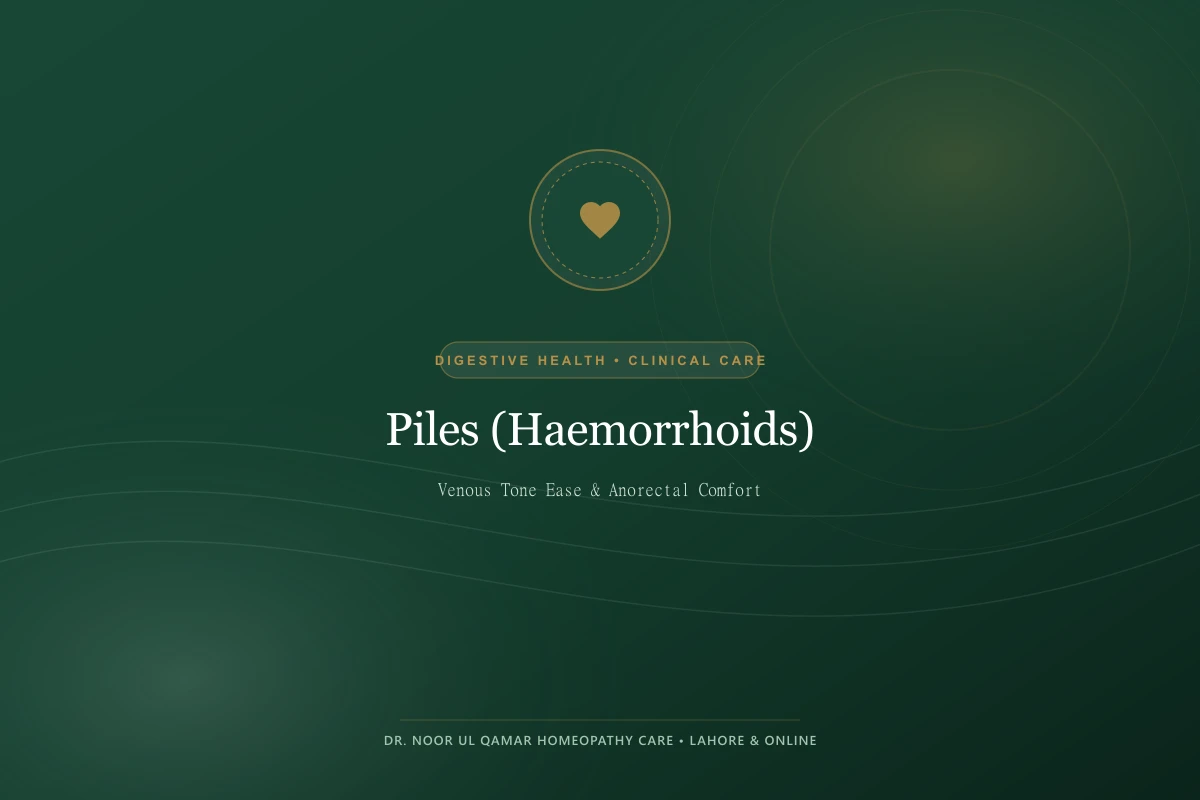 DIGESTIVE HEALTH • CLINICAL CARE
Piles (Haemorrhoids)
Venous Tone Ease & Anorectal Comfort
DR. NOOR UL QAMAR HOMEOPATHY CARE • LAHORE & ONLINE